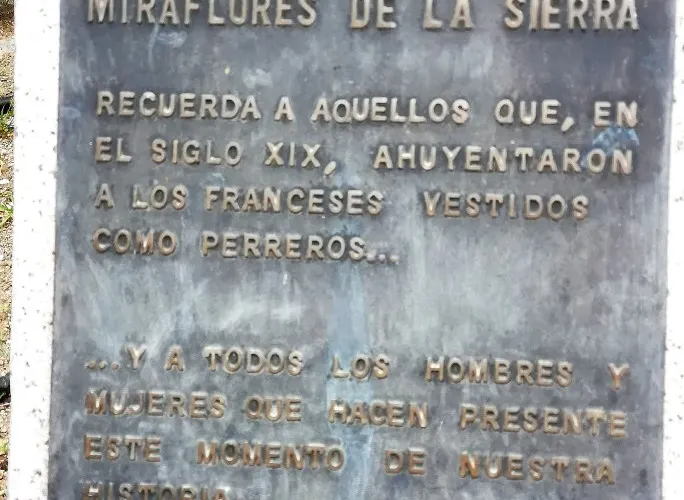 MIRAFLORES DE LA SIERRA
RECUERDA A AQUELLOS QUE, EN
EL SIGLO XIX, AHUYENTARON
A LOS FRANCESES VESTIDOS
COMO PERREROS...
...Y A TODOS LOS HOMBRES Y
MUJERES QUE HACEN PRESENTE
ESTE MOMENTO DE NUESTRA
HISTORIA